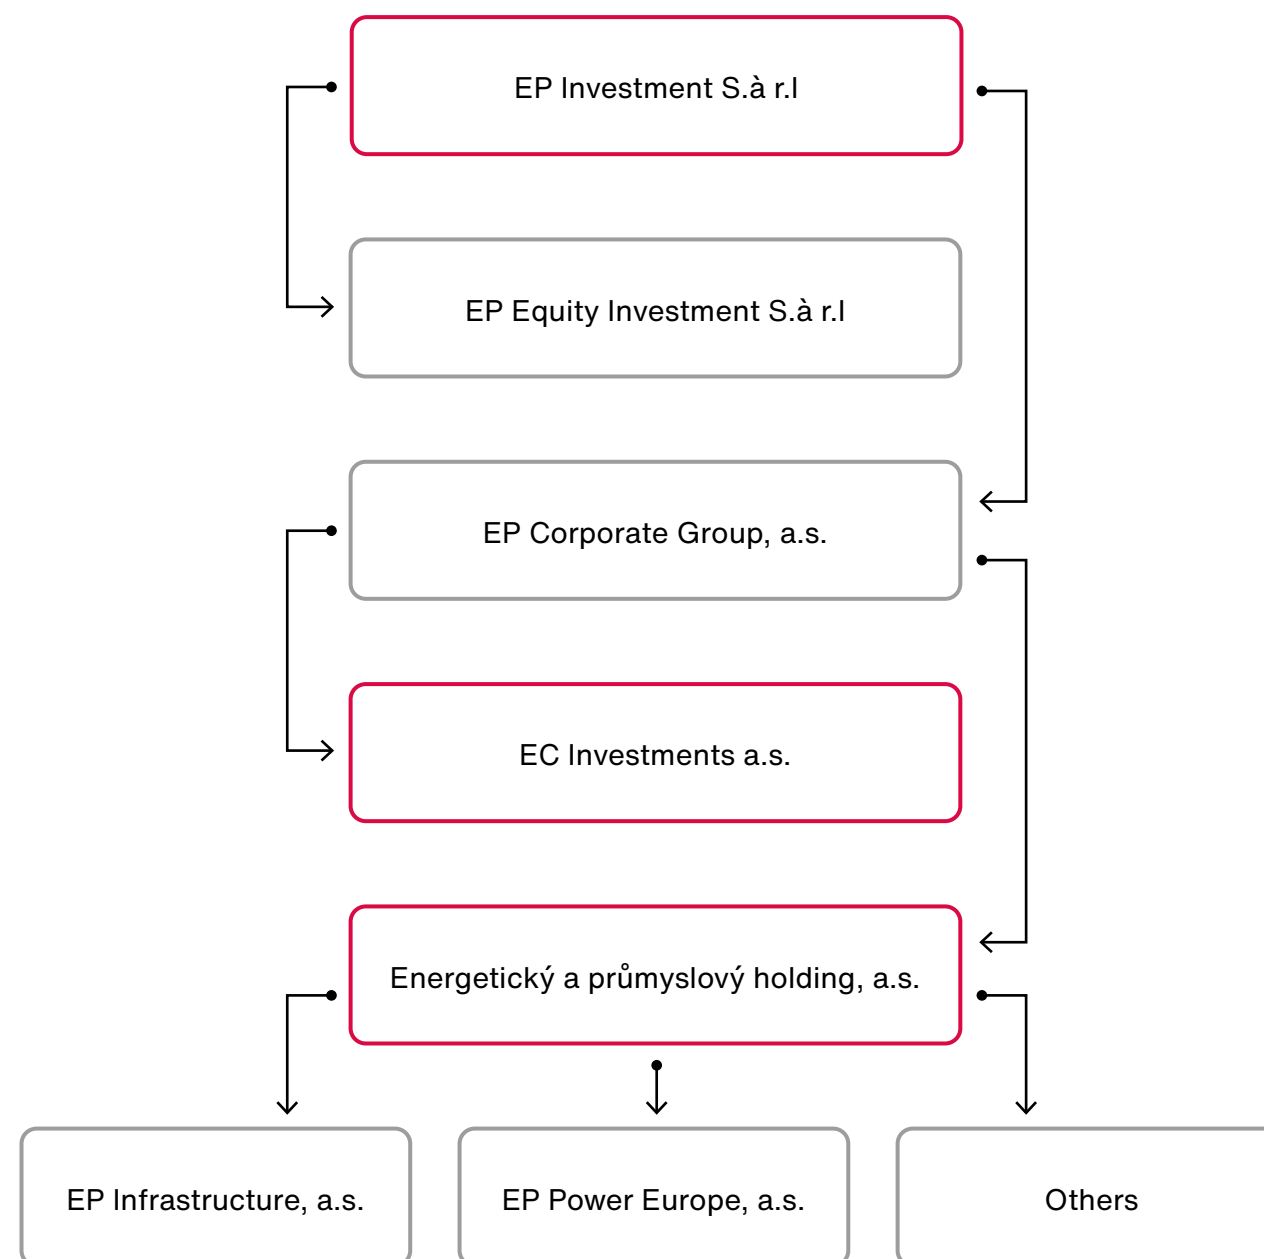 EP Investment S.à r.l
EP Equity Investment S.à r.l
EP Corporate Group, a.s.
EC Investments a.s.
Energetický a průmyslový holding, a.s.
EP Infrastructure, a.s.
EP Power Europe, a.s.
Others